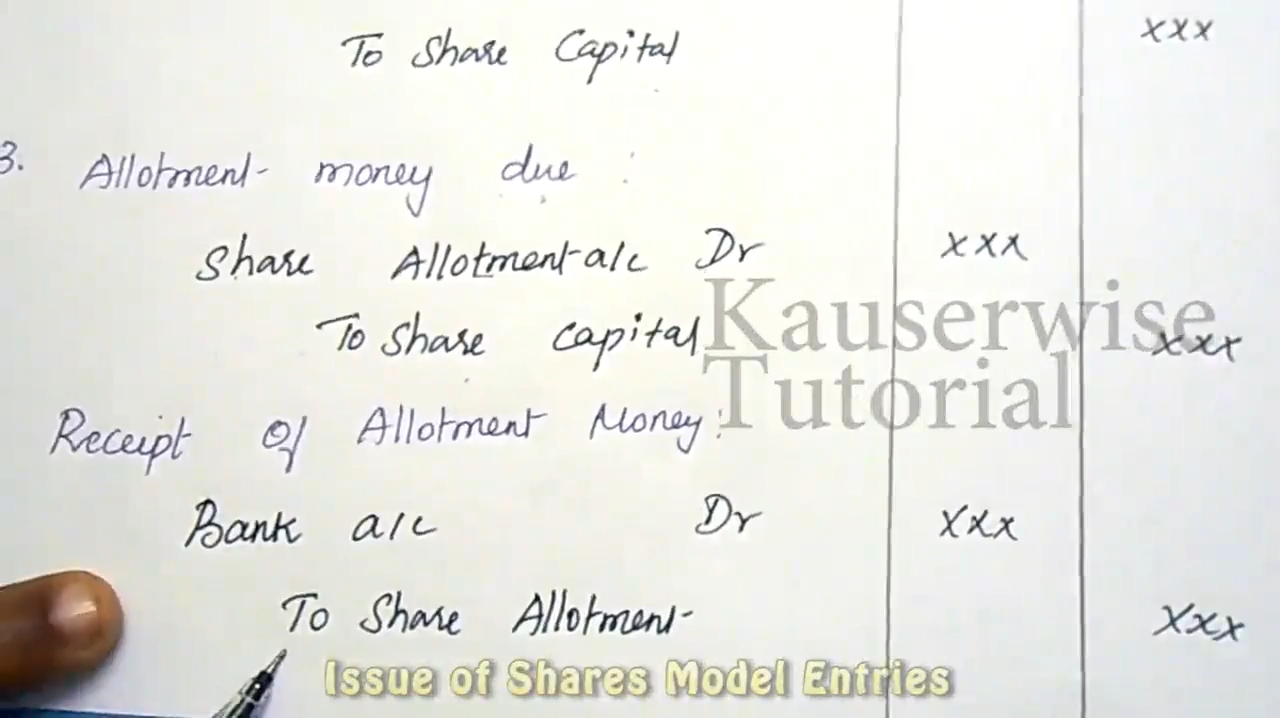 To Share Capital xxx
3. Allotment money due :
Share Allotment a/c Dr xxx
To Share Capital xxx
Kauserwise
Tutorial
Receipt Of Allotment Money :
Bank a/c Dr xxx
To Share Allotment xxx
Issue of Shares Model Entries